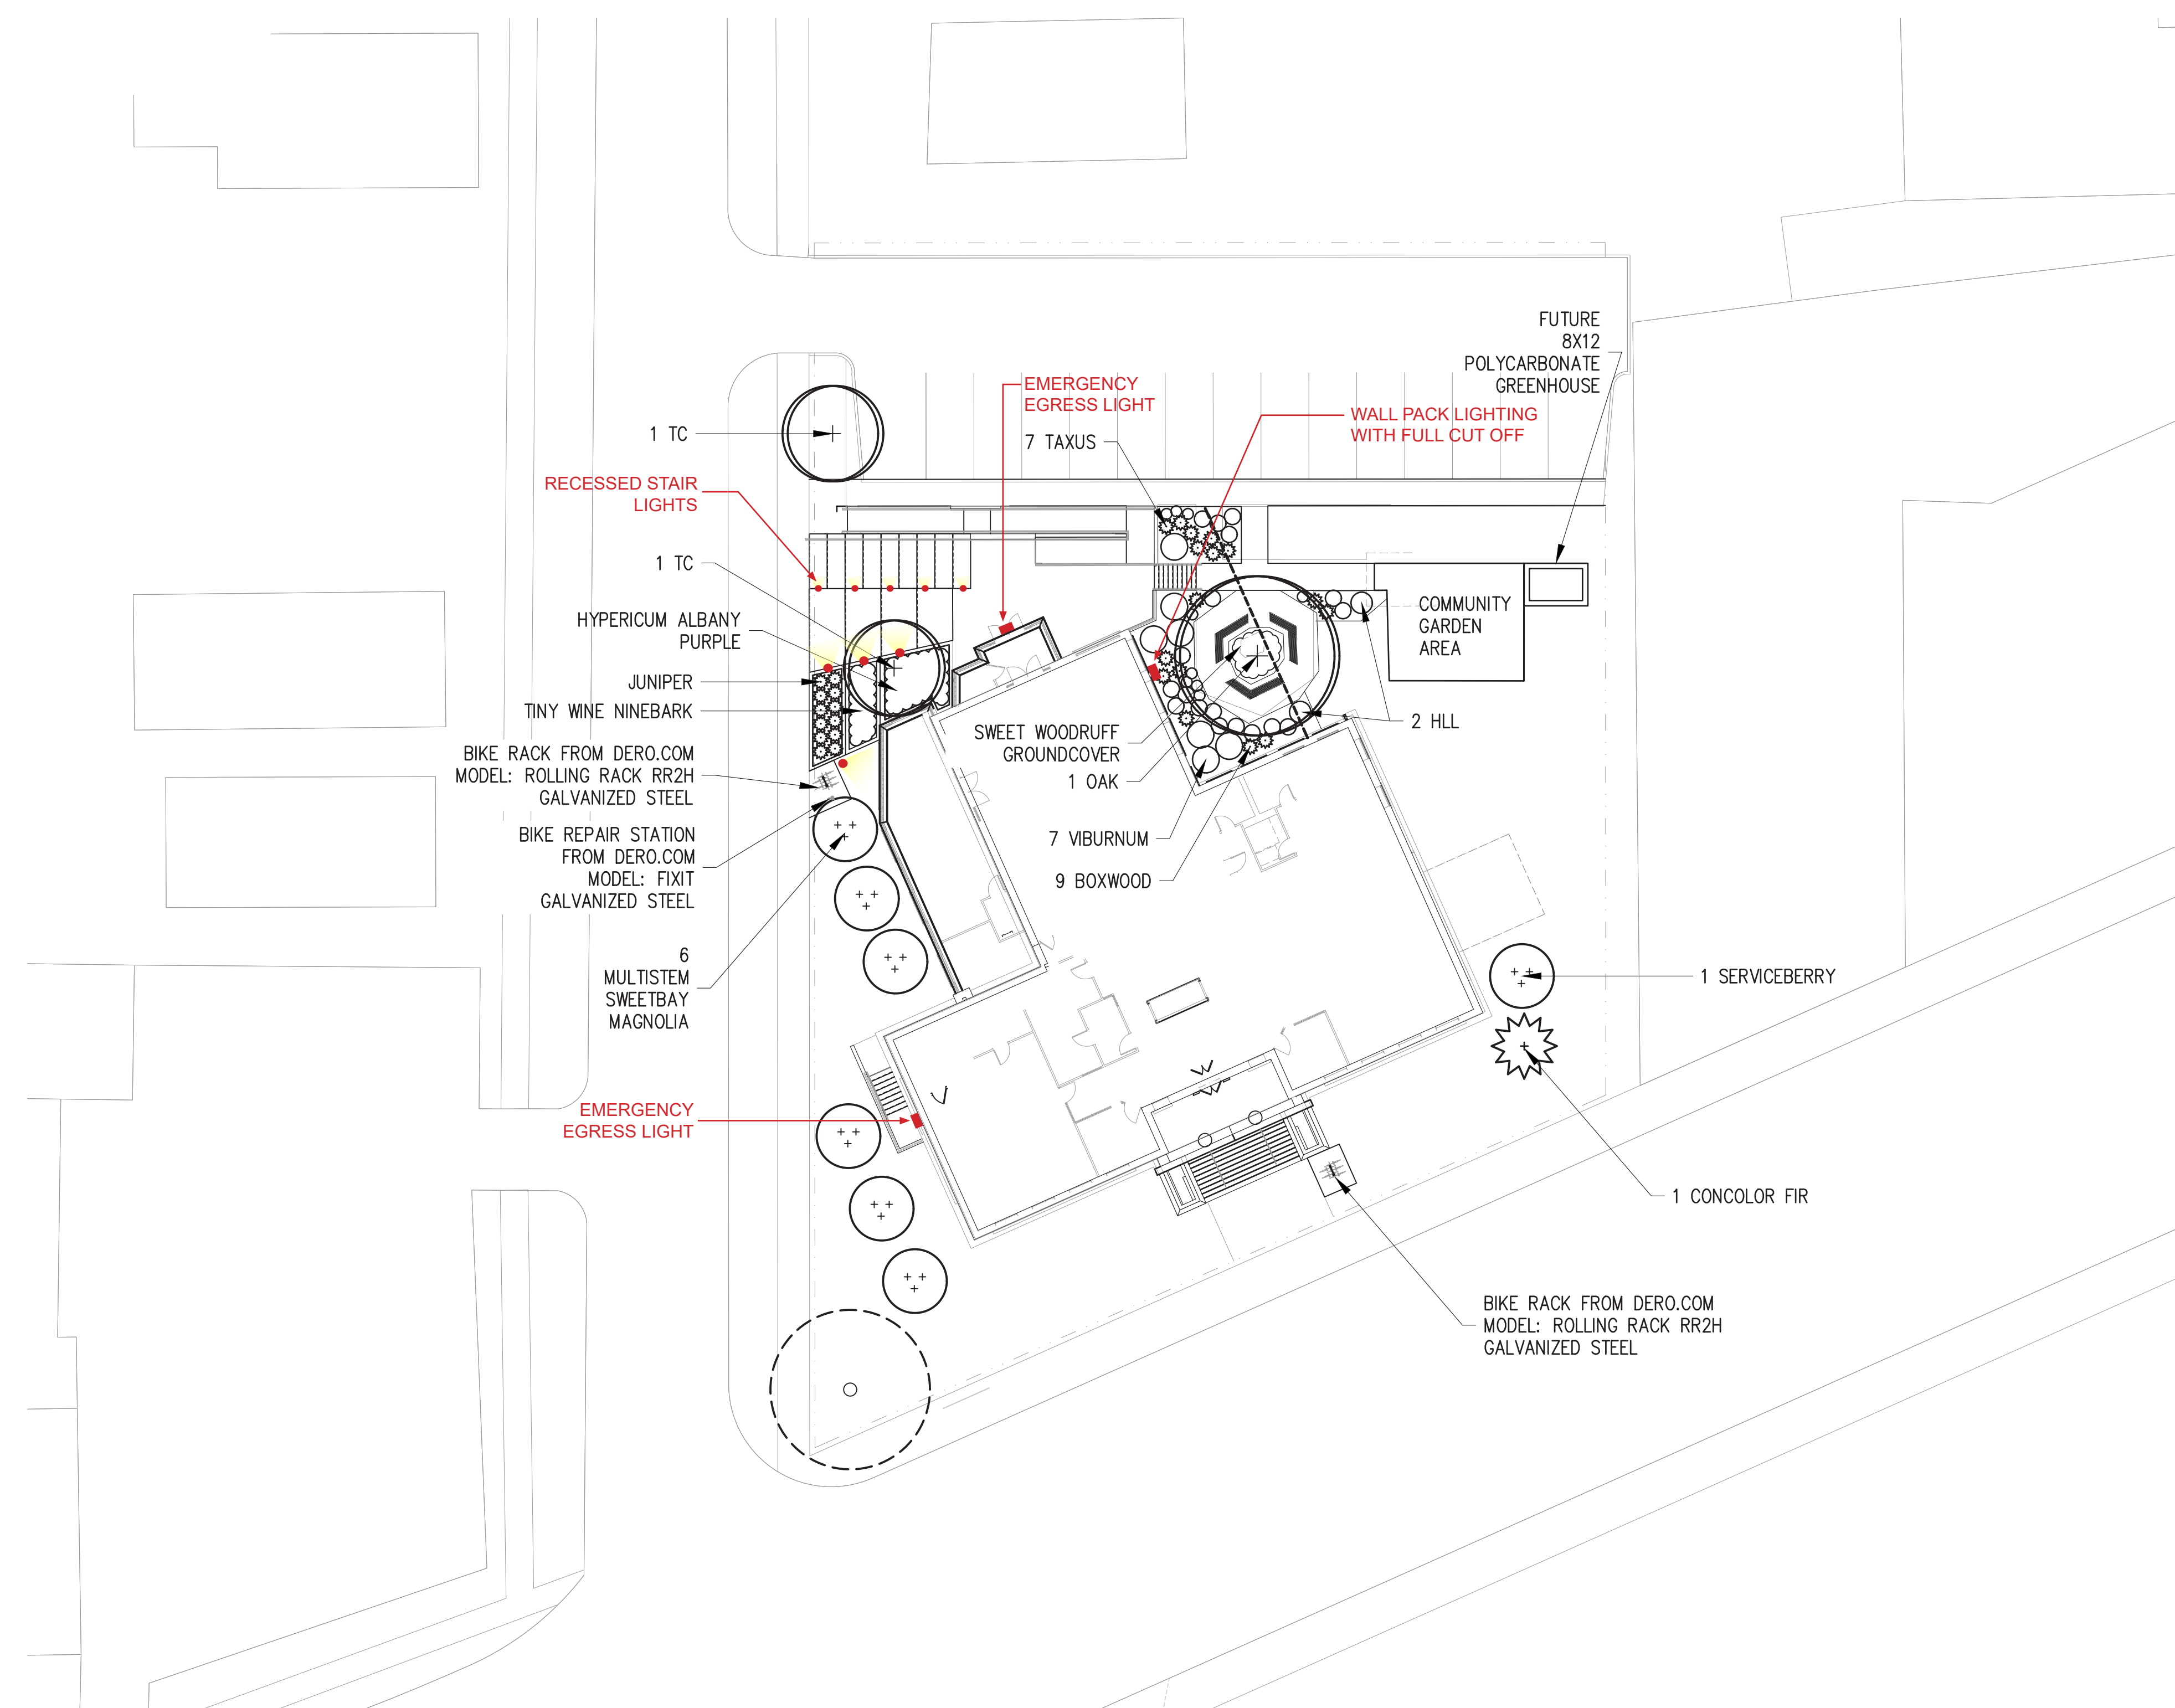 FUTURE
8X12
POLYCARBONATE
GREENHOUSE
EMERGENCY
EGRESS LIGHT
WALL PACK LIGHTING
WITH FULL CUT OFF
1 TC
7 TAXUS
RECESSED STAIR
LIGHTS
1 TC
HYPERICUM ALBANY
PURPLE
COMMUNITY
GARDEN
AREA
JUNIPER
TINY WINE NINEBARK
2 HLL
SWEET WOODRUFF
GROUNDCOVER
1 OAK
BIKE RACK FROM DERO.COM
MODEL: ROLLING RACK RR2H
GALVANIZED STEEL
BIKE REPAIR STATION
FROM DERO.COM
MODEL: FIXIT
GALVANIZED STEEL
7 VIBURNUM
9 BOXWOOD
6
MULTISTEM
SWEETBAY
MAGNOLIA
1 SERVICEBERRY
EMERGENCY
EGRESS LIGHT
1 CONCOLOR FIR
BIKE RACK FROM DERO.COM
MODEL: ROLLING RACK RR2H
GALVANIZED STEEL